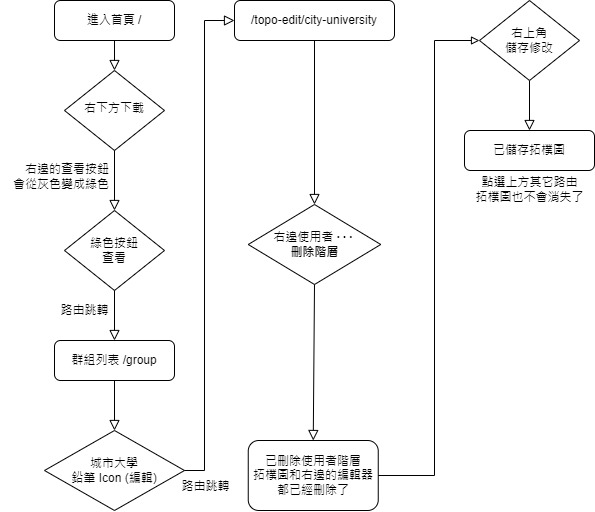 進入首頁 /
右下方下載
右邊的查看按鈕
會從灰色變成綠色
綠色按鈕
查看
路由跳轉
群組列表 /group
城市大學
鉛筆 Icon (編輯)
路由跳轉
/topo-edit/city-university
右邊使用者 ···
刪除階層
已刪除使用者階層
拓樸圖和右邊的編輯器
都已經刪除了
右上角
儲存修改
已儲存拓樸圖
點選上方其它路由
拓樸圖也不會消失了